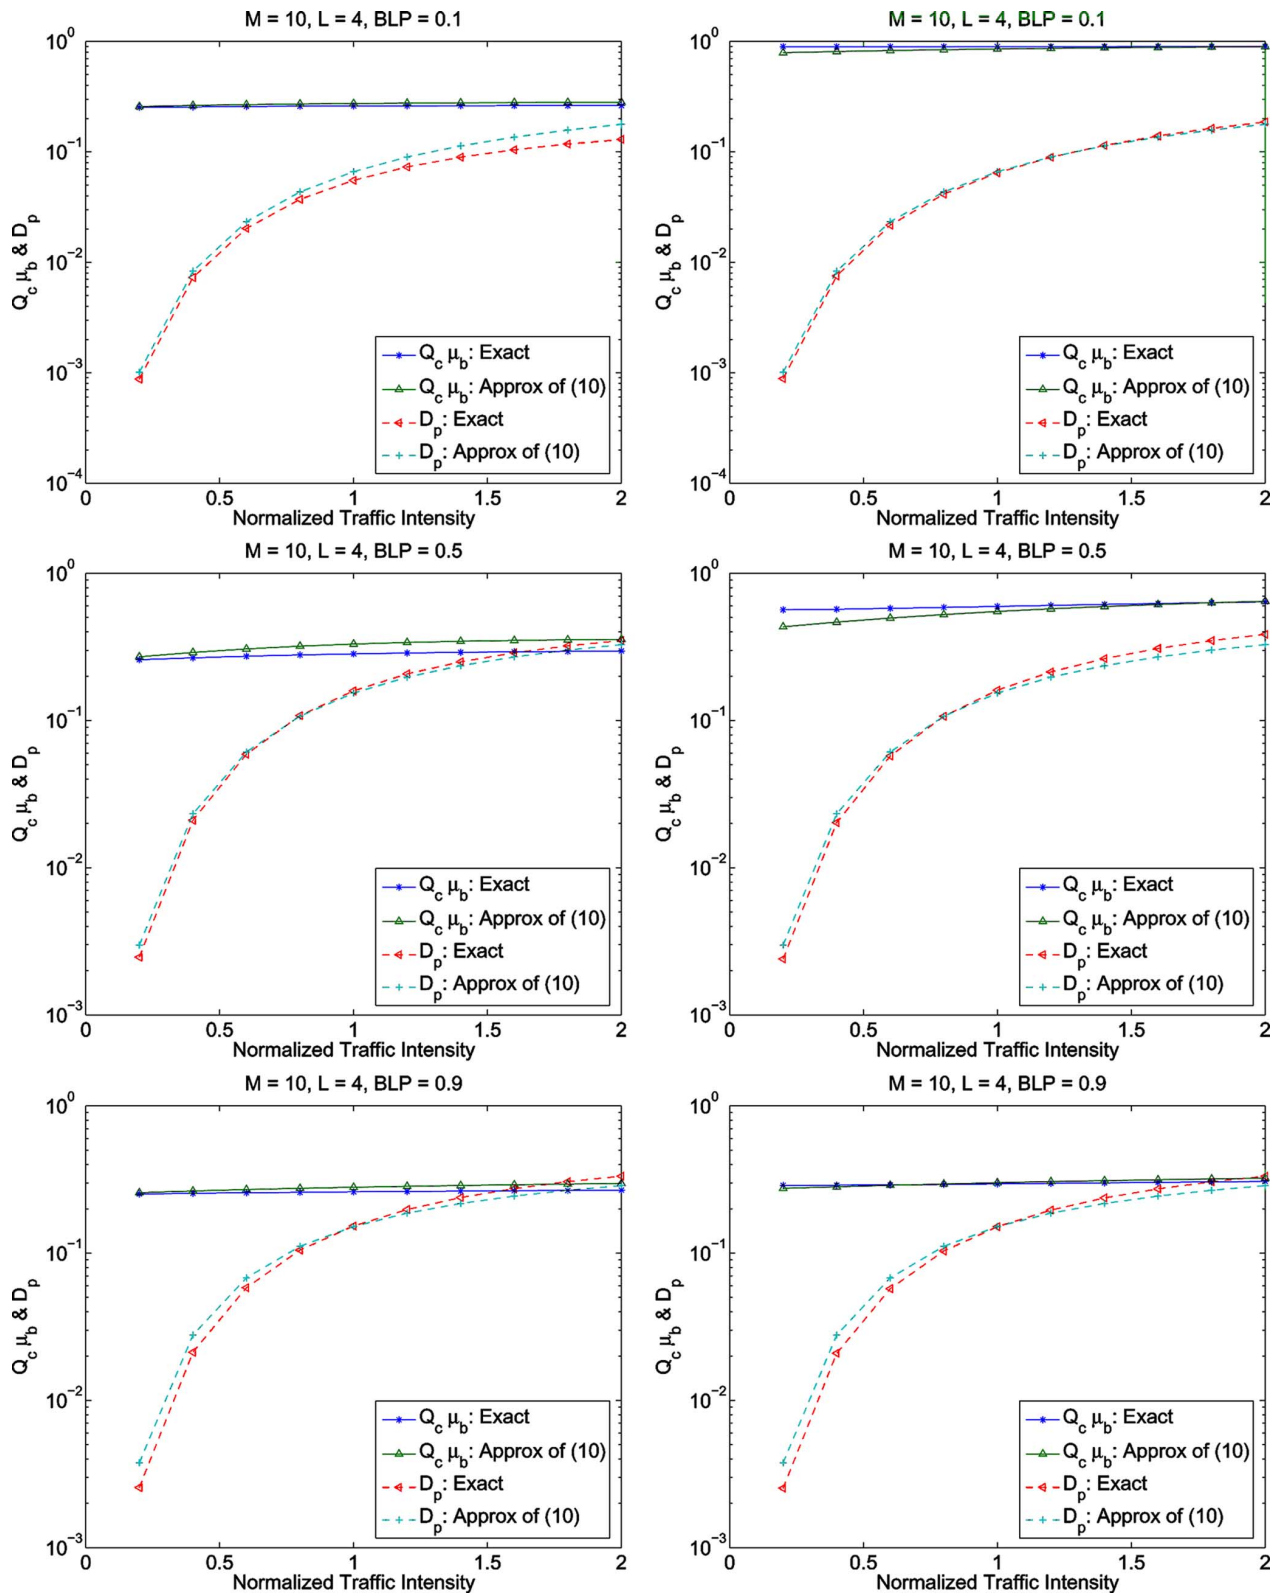 M = 10, L = 4, BLP = 0.1
10^0
10^-1
10^-2
10^-3
10^-4
Q_c μ_b & D_p
Q_c μ_b: Exact
Q_c μ_b: Approx of (10)
D_p: Exact
D_p: Approx of (10)
0 0.5 1 1.5 2
Normalized Traffic Intensity
M = 10, L = 4, BLP = 0.1
10^0
10^-1
10^-2
10^-3
10^-4
Q_c μ_b & D_p
Q_c μ_b: Exact
Q_c μ_b: Approx of (10)
D_p: Exact
D_p: Approx of (10)
0 0.5 1 1.5 2
Normalized Traffic Intensity
M = 10, L = 4, BLP = 0.5
10^0
10^-1
10^-2
10^-3
Q_c μ_b & D_p
Q_c μ_b: Exact
Q_c μ_b: Approx of (10)
D_p: Exact
D_p: Approx of (10)
0 0.5 1 1.5 2
Normalized Traffic Intensity
M = 10, L = 4, BLP = 0.5
10^0
10^-1
10^-2
10^-3
Q_c μ_b & D_p
Q_c μ_b: Exact
Q_c μ_b: Approx of (10)
D_p: Exact
D_p: Approx of (10)
0 0.5 1 1.5 2
Normalized Traffic Intensity
M = 10, L = 4, BLP = 0.9
10^0
10^-1
10^-2
10^-3
Q_c μ_b & D_p
Q_c μ_b: Exact
Q_c μ_b: Approx of (10)
D_p: Exact
D_p: Approx of (10)
0 0.5 1 1.5 2
Normalized Traffic Intensity
M = 10, L = 4, BLP = 0.9
10^0
10^-1
10^-2
10^-3
Q_c μ_b & D_p
Q_c μ_b: Exact
Q_c μ_b: Approx of (10)
D_p: Exact
D_p: Approx of (10)
0 0.5 1 1.5 2
Normalized Traffic Intensity